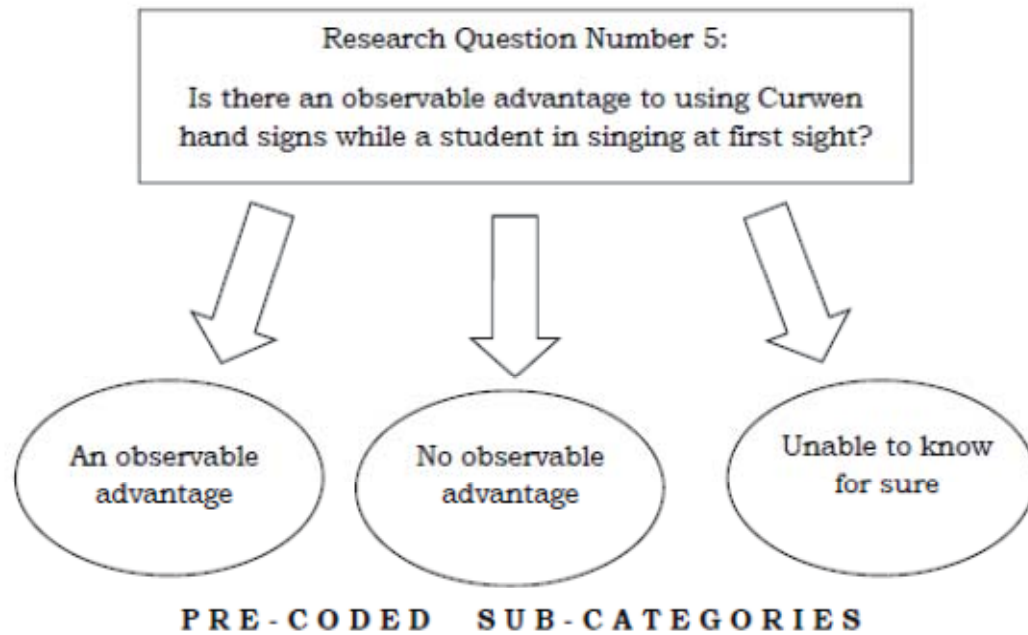 Research Question Number 5:
Is there an observable advantage to using Curwen
hand signs while a student in singing at first sight?
An observable
advantage
No observable
advantage
Unable to know
for sure
PRE-CODED SUB-CATEGORIES